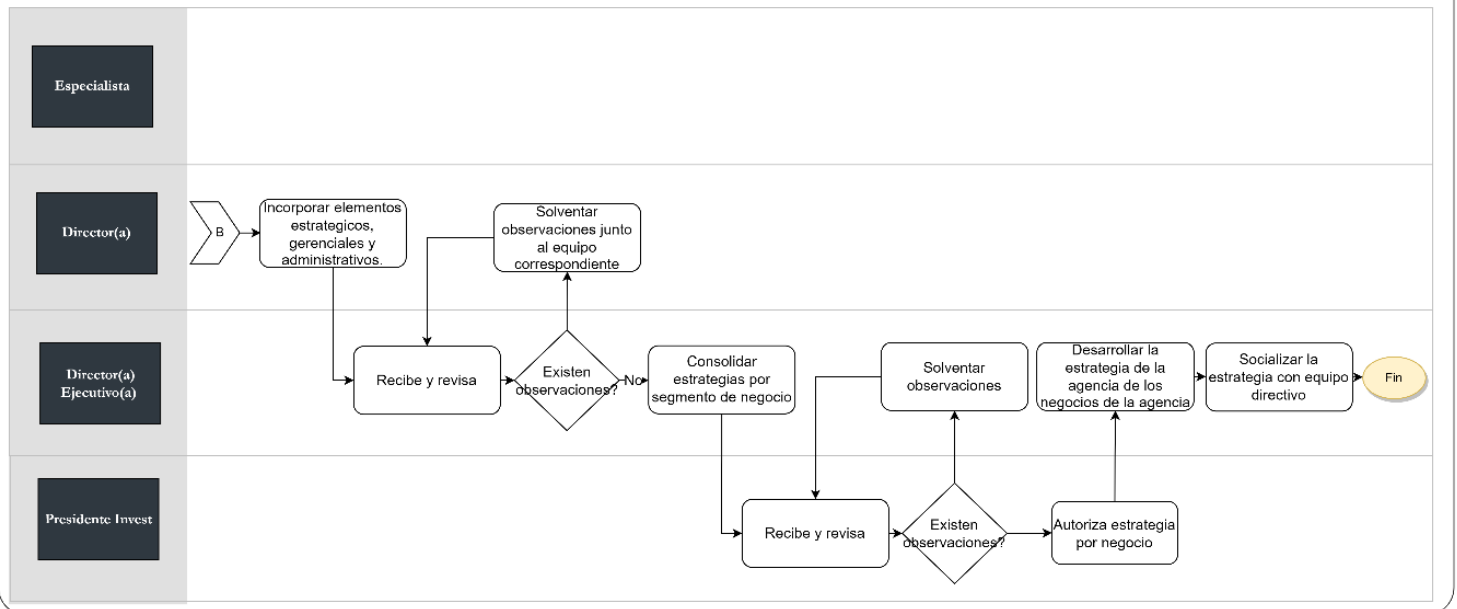 Especialista
Director(a)
B
Incorporar elementos
estrategicos,
gerenciales y
administrativos.
Solventar
observaciones junto
al equipo
correspondiente
Director(a)
Ejecutivo(a)
Recibe y revisa
Existen
observaciones?
No
Consolidar
estrategias por
segmento de negocio
Solventar
observaciones
Desarrollar la
estrategia de la
agencia de los
negocios de la agencia
Socializar la
estrategia con equipo
directivo
Fin
Presidente Invest
Recibe y revisa
Existen
observaciones?
Autoriza estrategia
por negocio